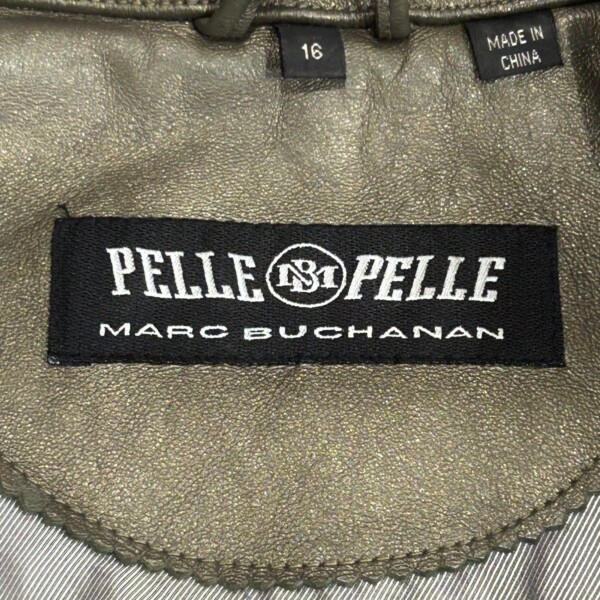 16
MADE IN
CHINA
PELLE MB PELLE
MARC BUCHANAN